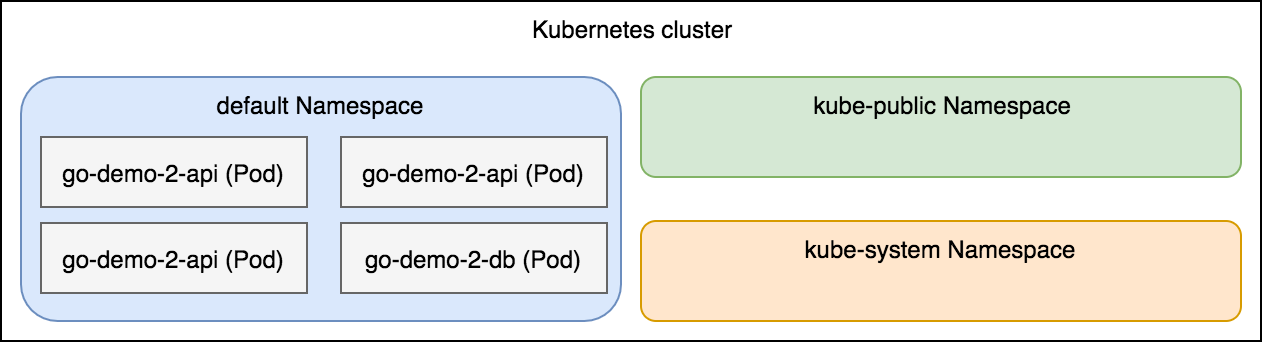 Kubernetes cluster
default Namespace
go-demo-2-api (Pod)
go-demo-2-api (Pod)
go-demo-2-api (Pod)
go-demo-2-db (Pod)
kube-public Namespace
kube-system Namespace